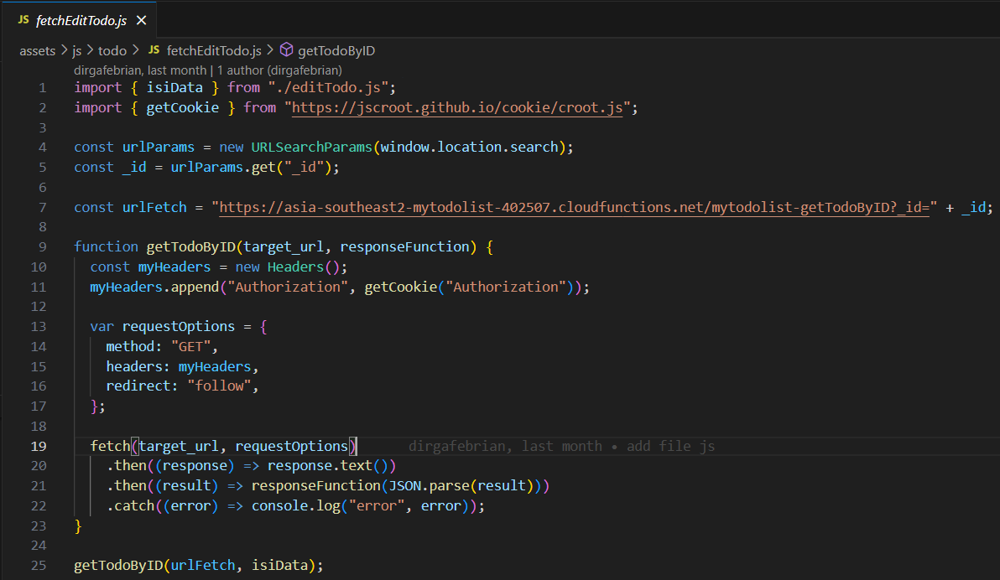 JS fetchEditTodo.js ×
assets > js > todo > JS fetchEditTodo.js > getTodoByID
dirgafebrian, last month | 1 author (dirgafebrian)
1 import { isiData } from "./editTodo.js";
2 import { getCookie } from "https://jscroot.github.io/cookie/croot.js";
3
4 const urlParams = new URLSearchParams(window.location.search);
5 const _id = urlParams.get("_id");
6
7 const urlFetch = "https://asia-southeast2-mytodolist-402507.cloudfunctions.net/mytodolist-getTodoByID?_id=" + _id;
8
9 function getTodoByID(target_url, responseFunction) {
10   const myHeaders = new Headers();
11   myHeaders.append("Authorization", getCookie("Authorization"));
12
13   var requestOptions = {
14     method: "GET",
15     headers: myHeaders,
16     redirect: "follow",
17   };
18
19   fetch(target_url, requestOptions) dirgafebrian, last month • add file js
20     .then((response) => response.text())
21     .then((result) => responseFunction(JSON.parse(result)))
22     .catch((error) => console.log("error", error));
23 }
24
25 getTodoByID(urlFetch, isiData);